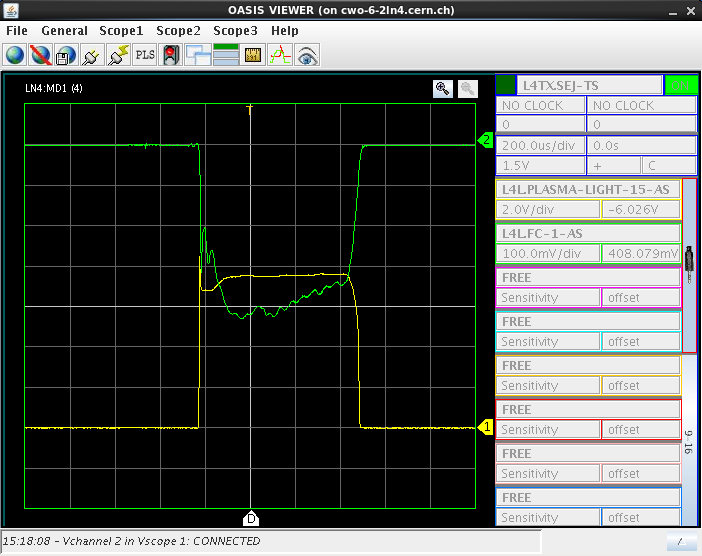 OASIS VIEWER (on cwo-6-2ln4.cern.ch)
File General Scope1 Scope2 Scope3 Help
PLS
LN4:MD1 (4)
2
1
D
L4TX.SEJ-TS
NO CLOCK NO CLOCK
0 0
200.0us/div 0.0s
1.5V + C
L4L.PLASMA-LIGHT-15-AS
2.0V/div -6.026V
L4L.FC-1-AS
100.0mV/div 408.079mV
FREE
Sensitivity offset
FREE
Sensitivity offset
FREE
Sensitivity offset
FREE
Sensitivity offset
FREE
Sensitivity offset
FREE
Sensitivity offset
9-16
15:18:08 - Vchannel 2 in Vscope 1: CONNECTED